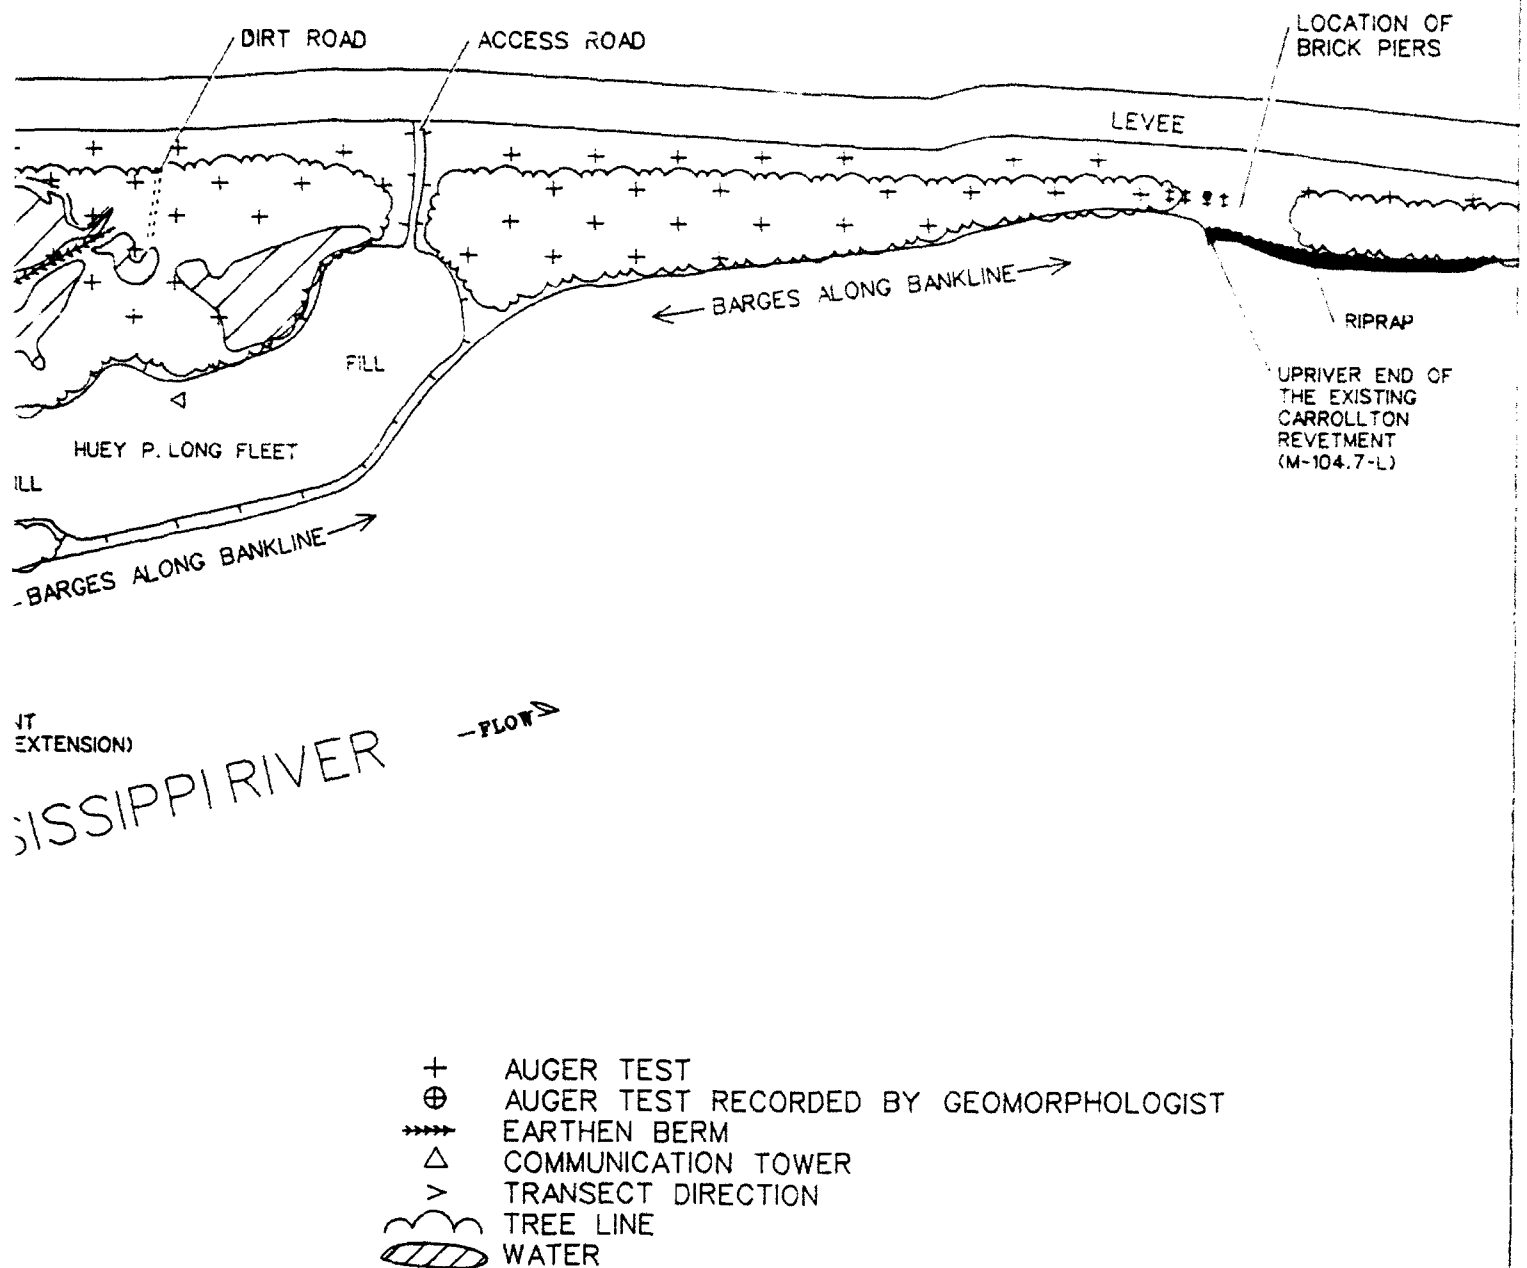 DIRT ROAD
ACCESS ROAD
LOCATION OF
BRICK PIERS
LEVEE
BARGES ALONG BANKLINE
RIPRAP
FILL
UPRIVER END OF
THE EXISTING
CARROLLTON
REVETMENT
(M-104.7-L)
HUEY P. LONG FLEET
ILL
BARGES ALONG BANKLINE
NT
EXTENSION)
FLOW
SISSIPPI RIVER
AUGER TEST
AUGER TEST RECORDED BY GEOMORPHOLOGIST
EARTHEN BERM
COMMUNICATION TOWER
TRANSECT DIRECTION
TREE LINE
WATER